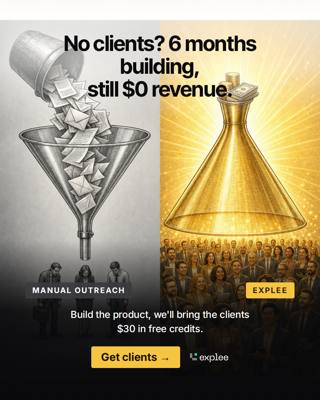 No clients? 6 months
building,
still $0 revenue.
MANUAL OUTREACH
EXPLEE
Build the product, we'll bring the clients
$30 in free credits.
Get clients →
explee